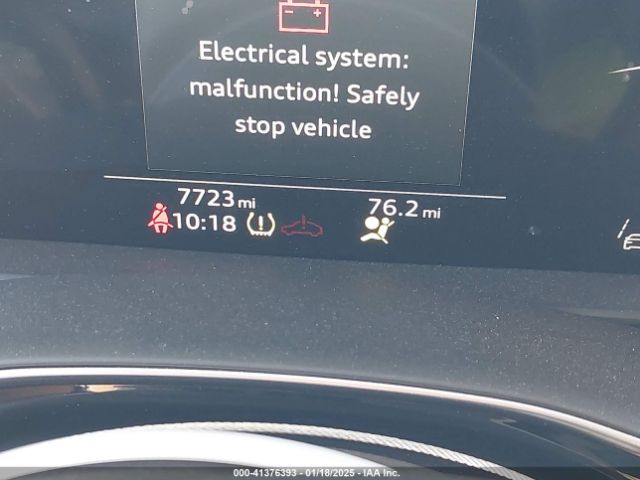 Electrical system:
malfunction! Safely
stop vehicle
7723 mi
76.2 mi
10:18
000-41376393 - 01/18/2025 - IAA Inc.